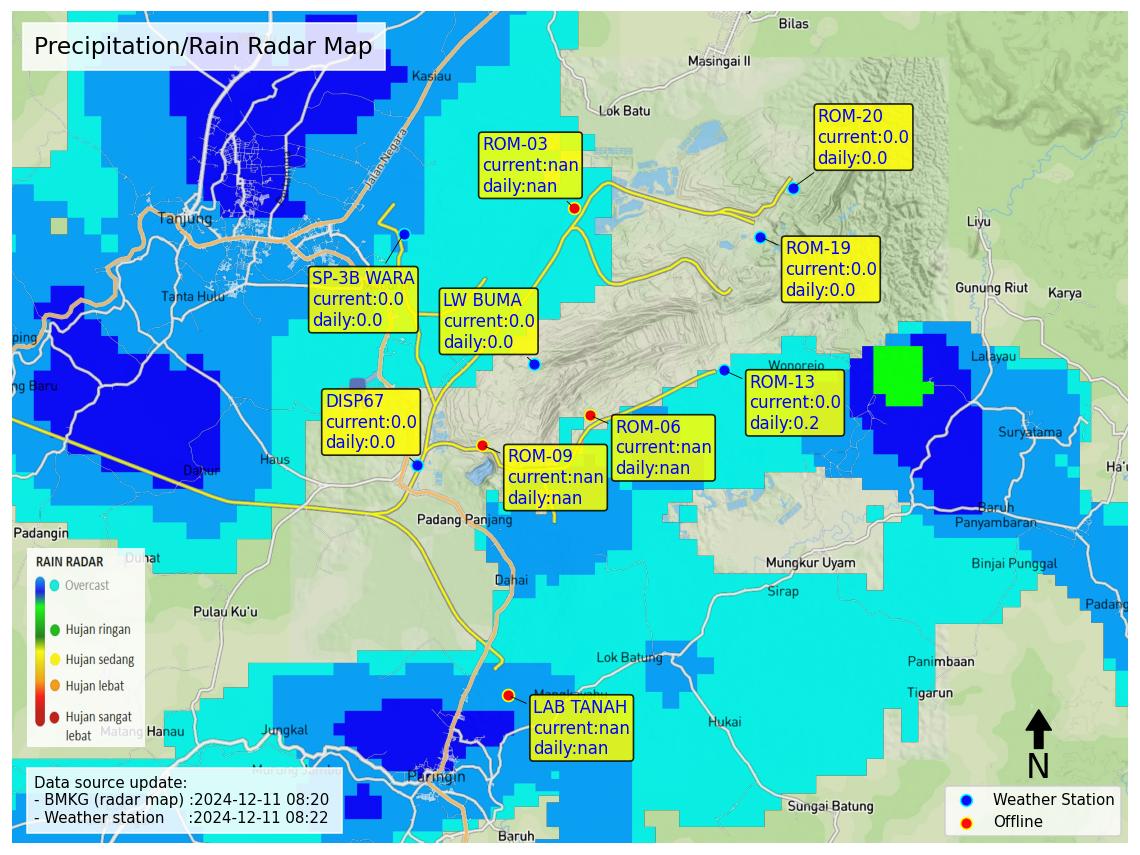 Precipitation/Rain Radar Map
Bilas
Masingai II
Kasiau
Lok Batu
Jalan Negara
ROM-20
current:0.0
daily:0.0
ROM-03
current:nan
daily:nan
Tanjung
Liyu
ROM-19
current:0.0
daily:0.0
SP-3B WARA
current:0.0
daily:0.0
LW BUMA
current:0.0
daily:0.0
Tanta Hulu
Gunung Riut
Karya
ping
Lalayau
Wonorejo
ng Baru
ROM-13
current:0.0
daily:0.2
DISP67
current:0.0
daily:0.0
ROM-06
current:nan
daily:nan
Suryatama
ROM-09
current:nan
daily:nan
Haus
Dahur
Ha'u
Padang Panjang
Baruh
Panyambaran
Padangin
Duhat
Mungkur Uyam
Binjai Punggal
Dahai
Sirap
Padang
Pulau Ku'u
RAIN RADAR
Overcast
Hujan ringan
Hujan sedang
Hujan lebat
Hujan sangat
lebat
Lok Batung
Panimbaan
Tigarun
LAB TANAH
current:nan
daily:nan
Hukai
Matang Hanau
Jungkal
Paringin
Sungai Batung
Baruh
Data source update:
- BMKG (radar map) :2024-12-11 08:20
- Weather station :2024-12-11 08:22
N
Weather Station
Offline